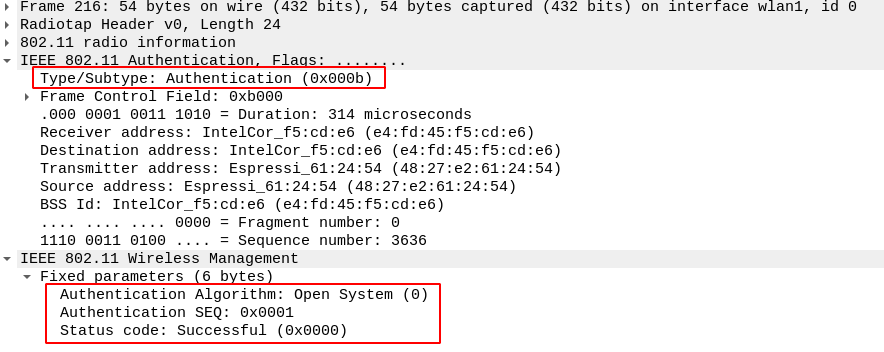 Frame 216: 54 bytes on wire (432 bits), 54 bytes captured (432 bits) on interface wlan1, id 0
Radiotap Header v0, Length 24
802.11 radio information
IEEE 802.11 Authentication, Flags: ........
Type/Subtype: Authentication (0x000b)
Frame Control Field: 0xb000
.000 0001 0011 1010 = Duration: 314 microseconds
Receiver address: IntelCor_f5:cd:e6 (e4:fd:45:f5:cd:e6)
Destination address: IntelCor_f5:cd:e6 (e4:fd:45:f5:cd:e6)
Transmitter address: Espressi_61:24:54 (48:27:e2:61:24:54)
Source address: Espressi_61:24:54 (48:27:e2:61:24:54)
BSS Id: IntelCor_f5:cd:e6 (e4:fd:45:f5:cd:e6)
.... .... .... 0000 = Fragment number: 0
1110 0011 0100 .... = Sequence number: 3636
IEEE 802.11 Wireless Management
Fixed parameters (6 bytes)
Authentication Algorithm: Open System (0)
Authentication SEQ: 0x0001
Status code: Successful (0x0000)